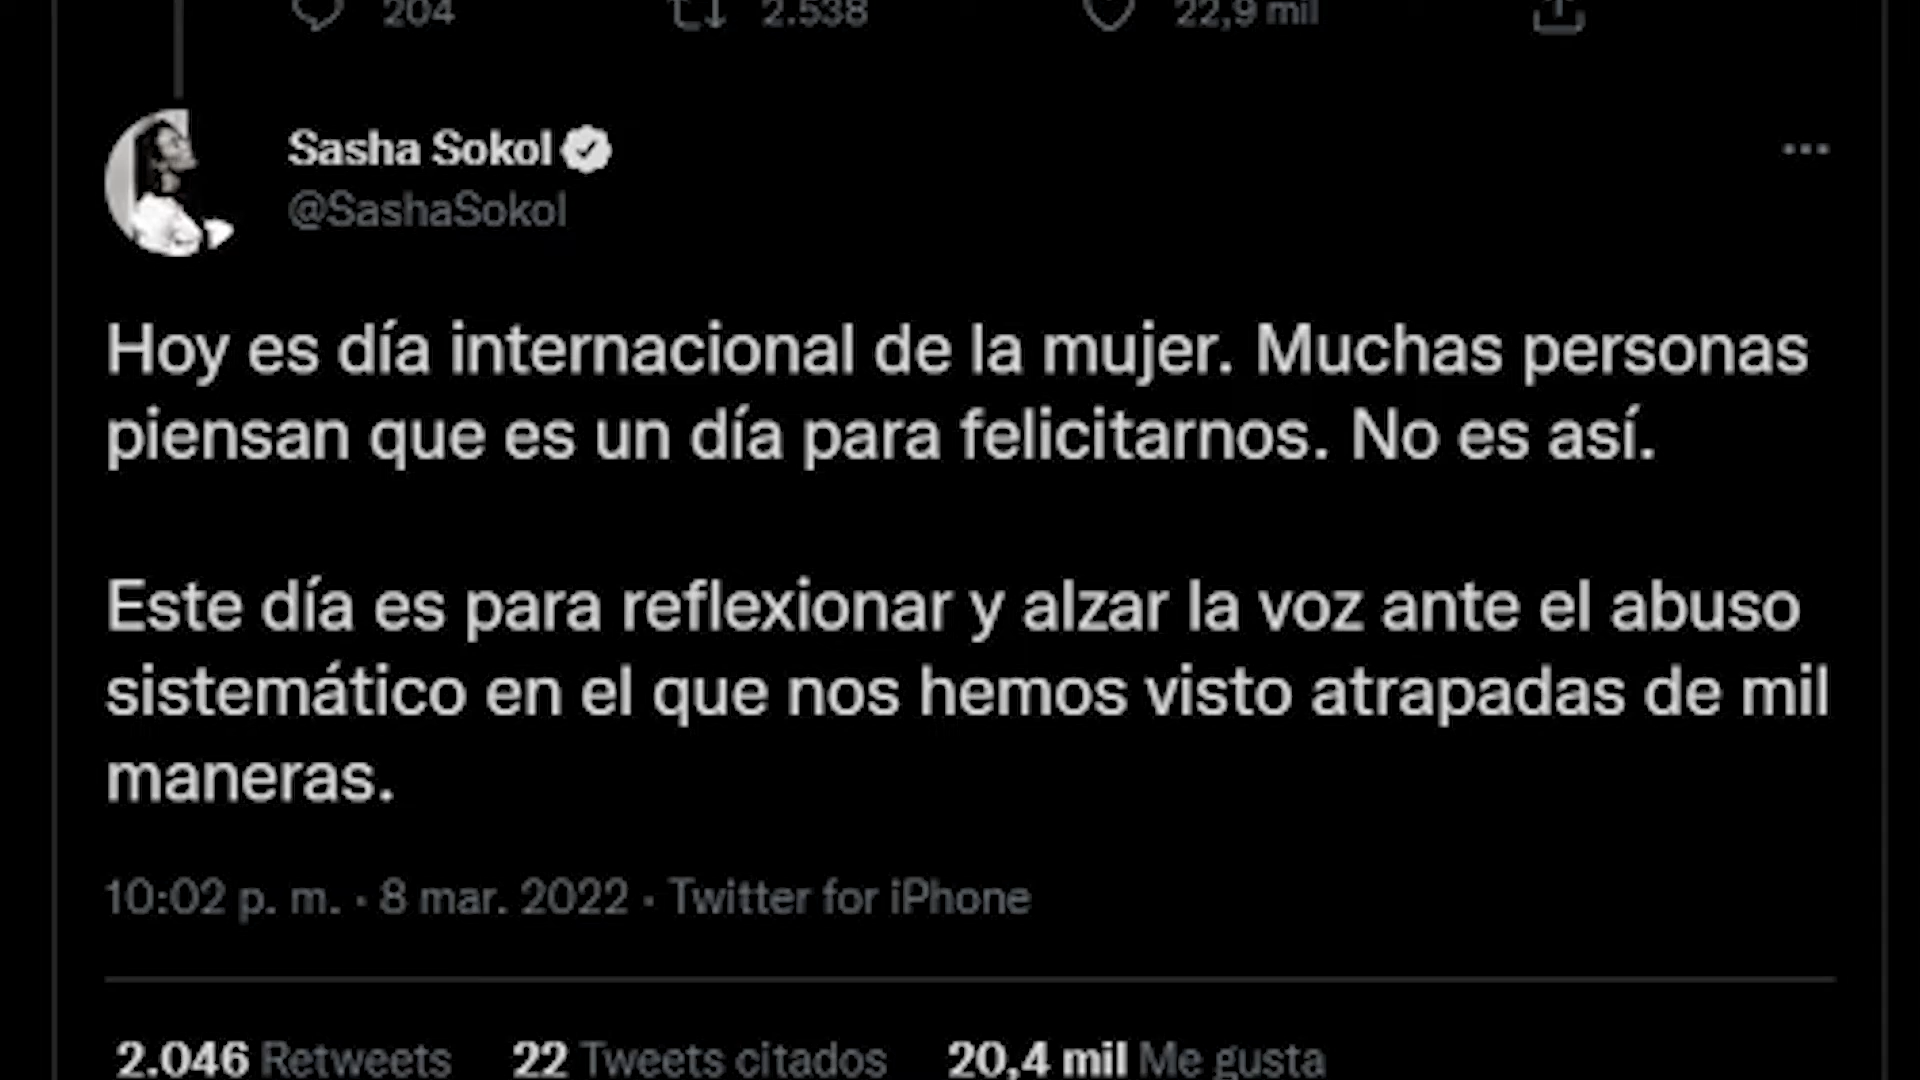 204 2.538 22,9 mil
Sasha Sokol
@SashaSokol
Hoy es día internacional de la mujer. Muchas personas
piensan que es un día para felicitarnos. No es así.
Este día es para reflexionar y alzar la voz ante el abuso
sistemático en el que nos hemos visto atrapadas de mil
maneras.
10:02 p. m. · 8 mar. 2022 · Twitter for iPhone
2.046 Retweets 22 Tweets citados 20,4 mil Me gusta